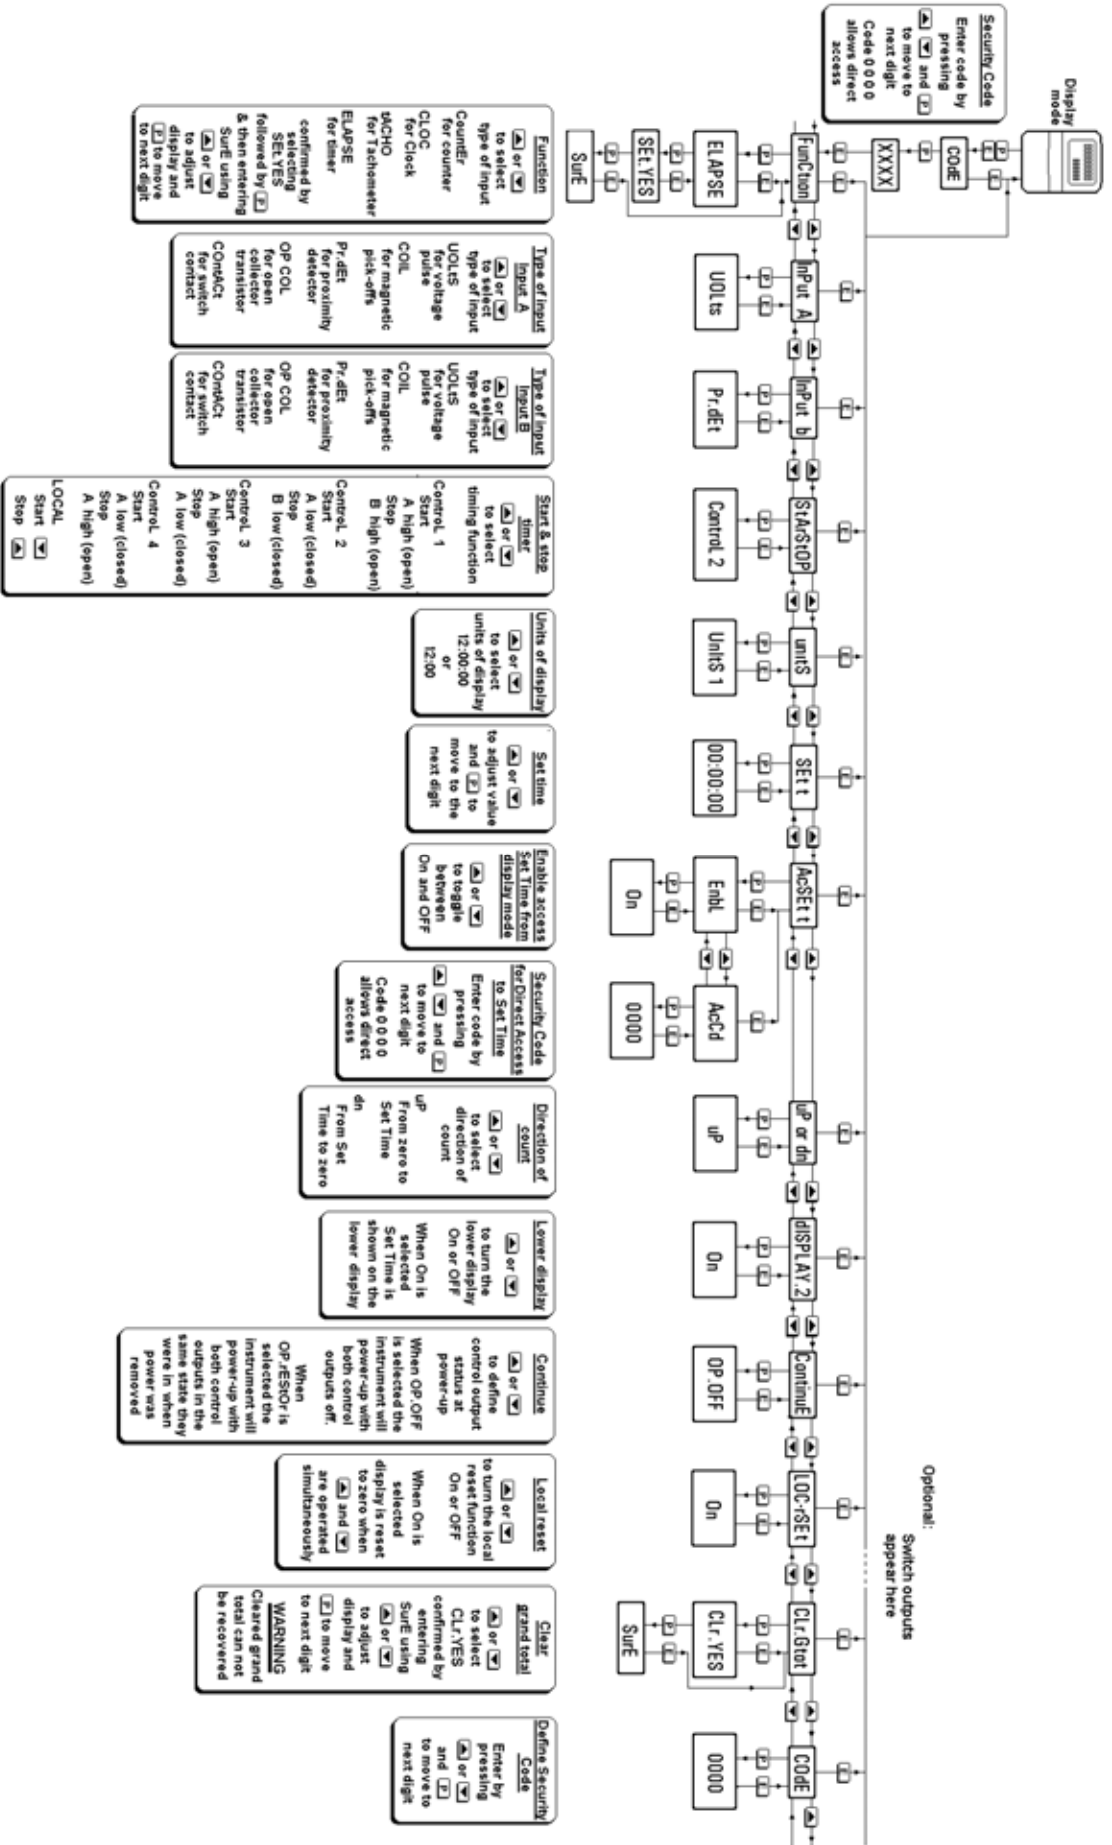 Display
mode
Security Code
Enter code by
pressing
▲ ▼ and P
to move to
next digit
Code 0 0 0 0
allows direct
access
P
E
E
COdE
P
E
XXXX
E
E
FunCtion
P
E
ELAPSE
P
E
SEt.YES
P
E
SurE
Function
▲ or ▼
to select
type of input
CountEr
for counter
CLOC
for Clock
tACHO
for Tachometer
ELAPSE
for timer
confirmed by
selecting
SEt.YES
followed by P
& then entering
SurE using
▲ or ▼
to adjust
display and
P to move
to next digit
E
InPut A
P
E
UOLts
Type of input
Input A
▲ or ▼
to select
type of input
UOLtS
for voltage
pulse
COIL
for magnetic
pick-offs
Pr.dEt
for proximity
detector
OP COL
for open
collector
transistor
COntACt
for switch
contact
E
InPut b
P
E
Pr.dEt
Type of input
Input B
▲ or ▼
to select
type of input
UOLtS
for voltage
pulse
COIL
for magnetic
pick-offs
Pr.dEt
for proximity
detector
OP COL
for open
collector
transistor
COntACt
for switch
contact
E
StArStOP
P
E
ControL 2
Start & stop
timer
▲ or ▼
to select
timing function
ControL 1
Start
A high (open)
Stop
B high (open)
ControL 2
Start
A low (closed)
Stop
B low (closed)
ControL 3
Start
A high (open)
Stop
A low (closed)
ControL 4
Start
A low (closed)
Stop
A high (open)
LOCAL
Start ▼
Stop ▲
E
unitS
P
E
UnItS 1
Units of display
▲ or ▼
to select
units of display
12:00:00
or
12:00
E
SEt t
P
E
00:00:00
Set time
▲ or ▼
to adjust value
and P to
move to the
next digit
E
AcSEt t
P
E
EnbL
P
E
On
Enable access
Set Time from
display mode
▲ or ▼
to toggle
between
On and OFF
E
AcCd
P
E
0000
Security Code
for Direct Access
to Set Time
Enter code by
pressing
▲ ▼ and P
to move to
next digit
Code 0 0 0 0
allows direct
access
E
uP or dn
P
E
uP
Direction of
count
▲ or ▼
to select
direction of
count
uP
From zero to
Set Time
dn
From Set
Time to zero
E
dISPLAY.2
P
E
On
Lower display
▲ or ▼
to turn the
lower display
On or OFF
When On is
selected
Set Time is
shown on the
lower display
E
ContinuE
P
E
OP.OFF
Continue
▲ or ▼
to define
control output
status at
power-up
When OP.OFF
is selected the
instrument will
power-up with
both control
outputs off.
When
OP.rEStOr is
selected the
instrument will
power-up with
both control
outputs in the
same state they
were in when
power was
removed
E
LOC-rSEt
P
E
On
Local reset
▲ or ▼
to turn the local
reset function
On or OFF
When On is
selected
display is reset
to zero when
▲ and ▼
are operated
simultaneously
Optional:
Switch outputs
appear here
E
CLr.Gtot
P
E
CLr.YES
P
E
SurE
Clear
grand total
▲ or ▼
to select
CLr.YES
confirmed by
entering
SurE using
▲ or ▼
to adjust
display and
P to move
to next digit
WARNING
Cleared grand
total can not
be recovered
E
COdE
P
E
0000
Define Security
Code
Enter by
pressing
▲ or ▼
and P
to move to
next digit